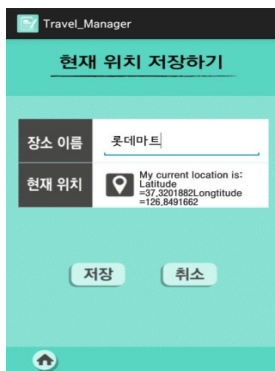 Travel_Manager
현재 위치 저장하기
장소 이름
롯데마트
현재 위치
My current location is:
Latitude
=37,3201882Longtitude
=126,8491662
저장
취소